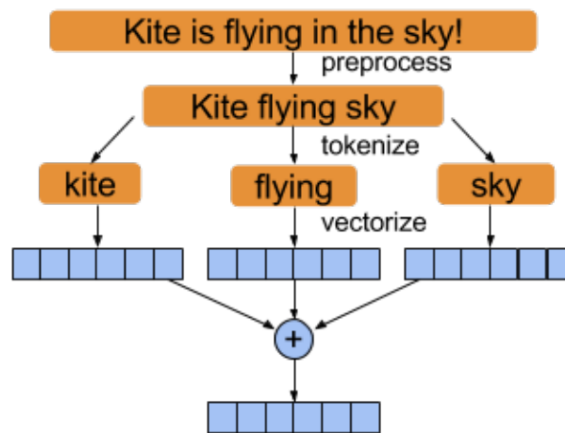 Kite is flying in the sky!
preprocess
Kite flying sky
tokenize
kite
flying
sky
vectorize
+